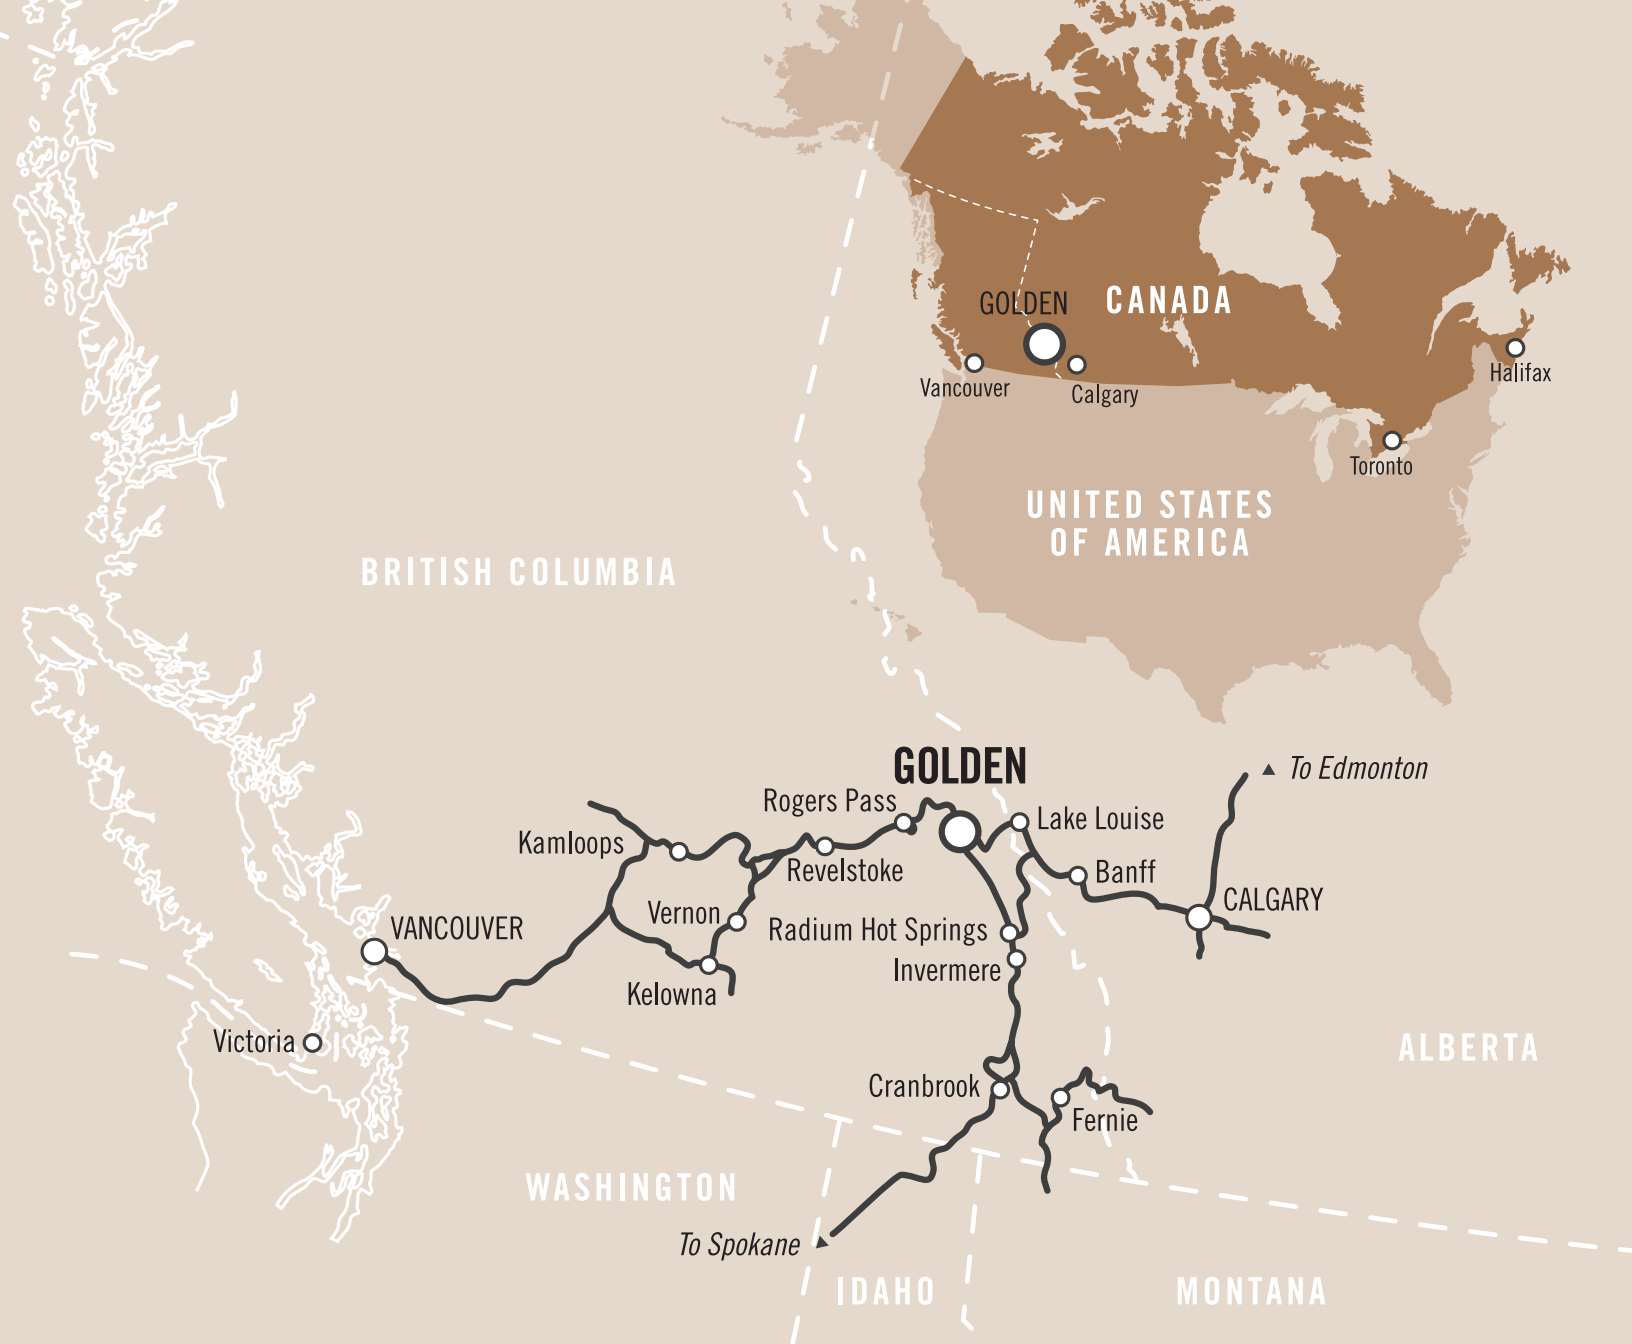 GOLDEN
CANADA
Vancouver
Calgary
Halifax
Toronto
UNITED STATES
OF AMERICA
BRITISH COLUMBIA
GOLDEN
To Edmonton
Rogers Pass
Lake Louise
Kamloops
Revelstoke
Banff
CALGARY
Vernon
VANCOUVER
Radium Hot Springs
Invermere
Kelowna
Victoria
ALBERTA
Cranbrook
Fernie
WASHINGTON
To Spokane
IDAHO
MONTANA